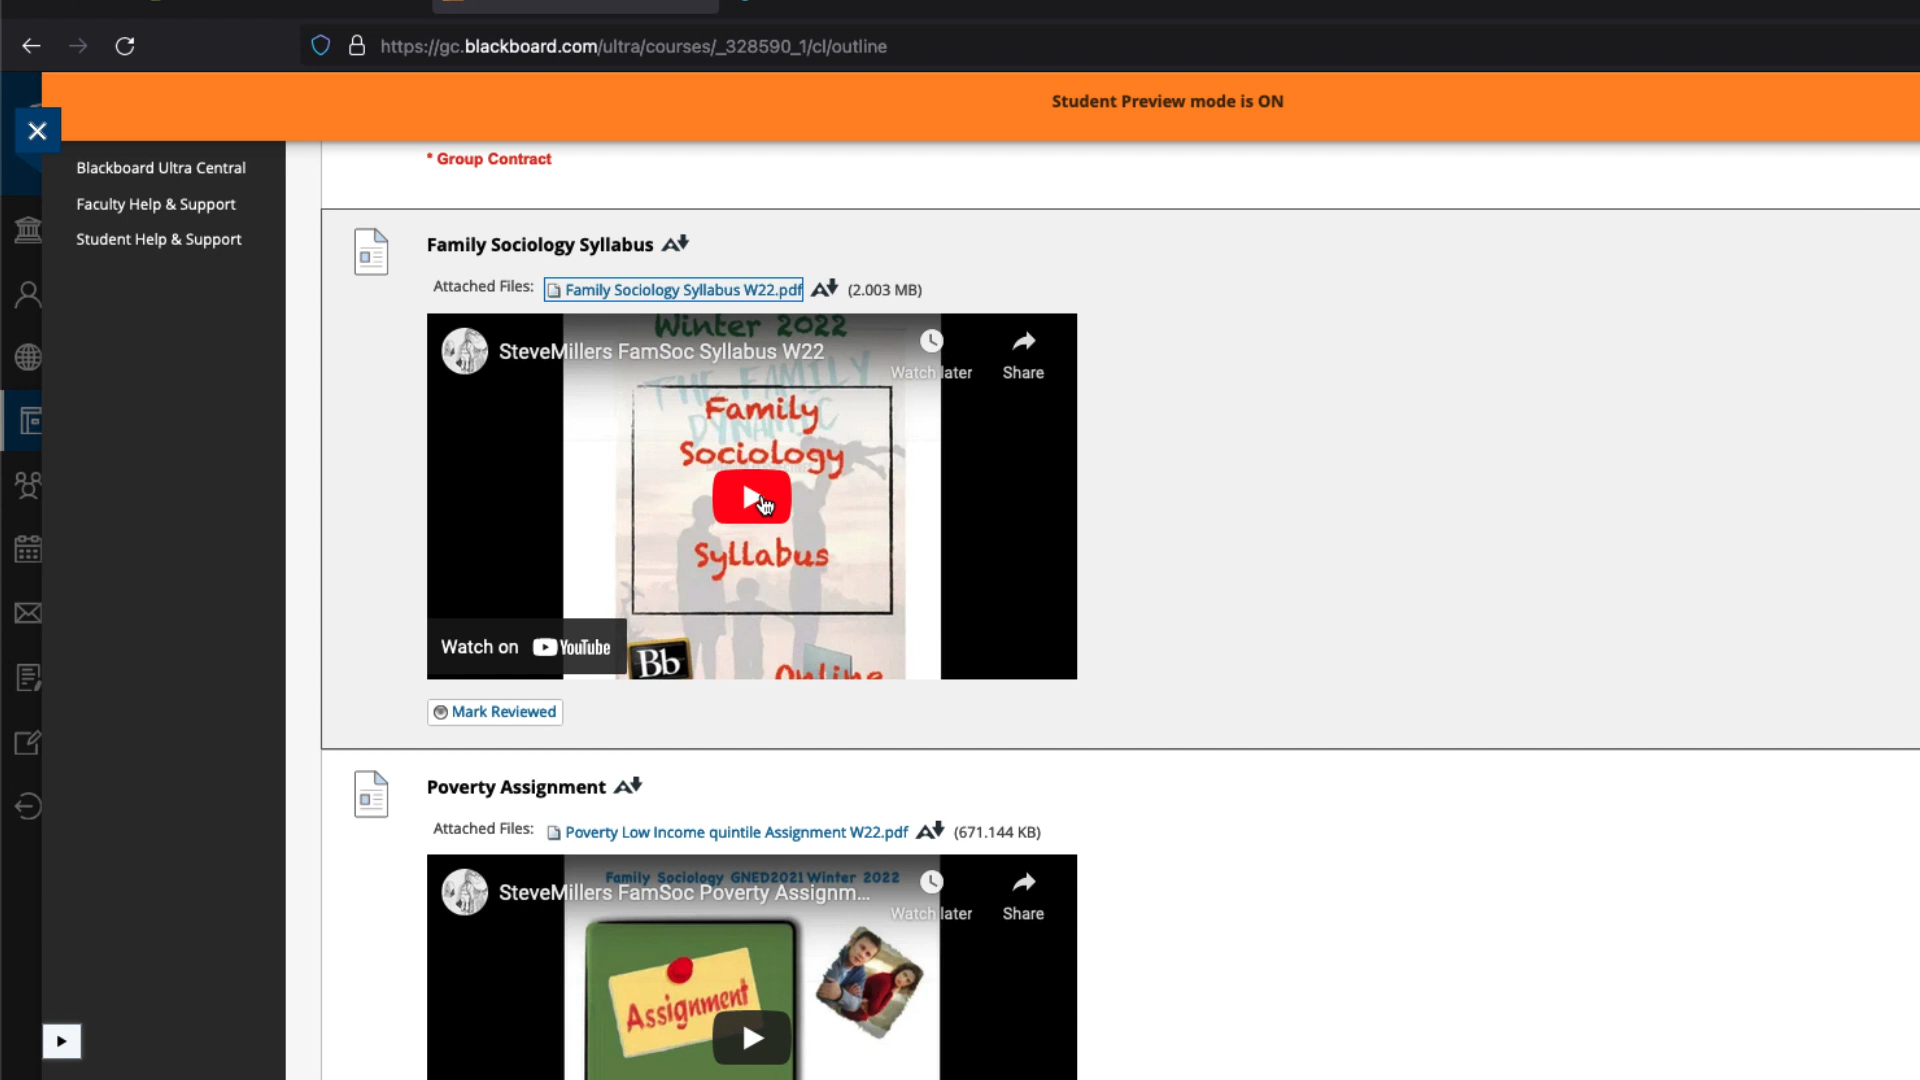 https://gc.blackboard.com/ultra/courses/_328590_1/cl/outline
Student Preview mode is ON
Blackboard Ultra Central
Faculty Help & Support
Student Help & Support
* Group Contract
Family Sociology Syllabus
Attached Files: Family Sociology Syllabus W22.pdf (2.003 MB)
Winter 2022
SteveMillers FamSoc Syllabus W22
Watch later
Share
THE FAMILY
DYNAMIC
Family
Sociology
Syllabus
Watch on YouTube
Bb
Online
Mark Reviewed
Poverty Assignment
Attached Files: Poverty Low Income quintile Assignment W22.pdf (671.144 KB)
Family Sociology GNED2021 Winter 2022
SteveMillers FamSoc Poverty Assignm...
Watch later
Share
Assignment